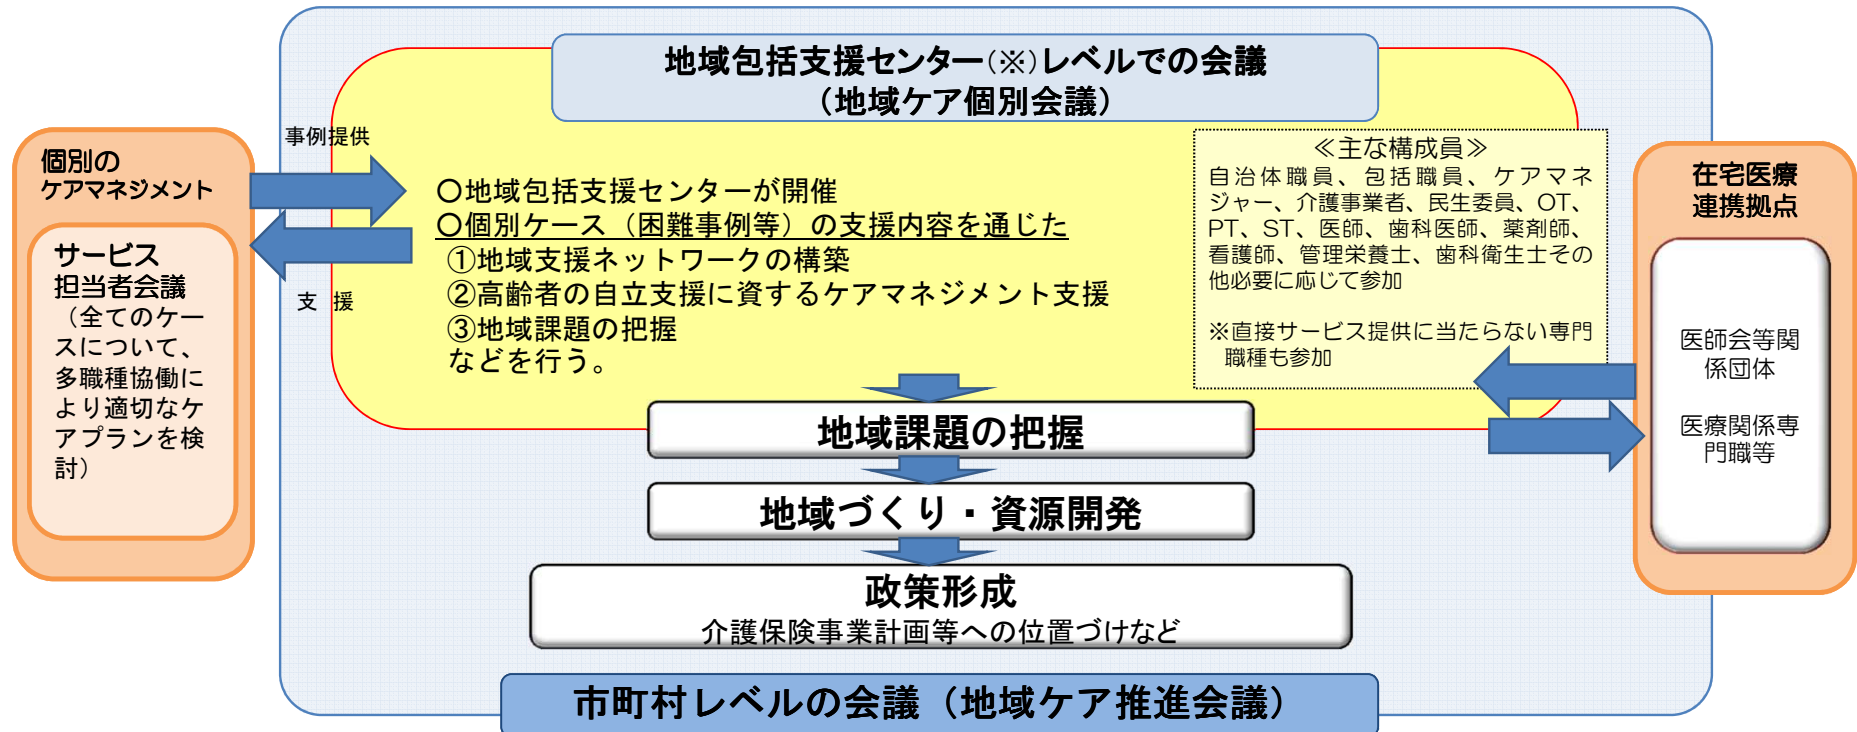 地域包括支援センター(※)レベルでの会議
（地域ケア個別会議）
事例提供
個別の
ケアマネジメント
サービス
担当者会議
（全てのケー
スについて、
多職種協働に
より適切なケ
アプランを検
討）
支 援
〇地域包括支援センターが開催
〇個別ケース（困難事例等）の支援内容を通じた
①地域支援ネットワークの構築
②高齢者の自立支援に資するケアマネジメント支援
③地域課題の把握
などを行う。
≪主な構成員≫
自治体職員、包括職員、ケアマネ
ジャー、介護事業者、民生委員、OT、
PT、ST、医師、歯科医師、薬剤師、
看護師、管理栄養士、歯科衛生士その
他必要に応じて参加
※直接サービス提供に当たらない専門
職種も参加
在宅医療
連携拠点
医師会等関
係団体
医療関係専
門職等
地域課題の把握
地域づくり・資源開発
政策形成
介護保険事業計画等への位置づけなど
市町村レベルの会議（地域ケア推進会議）